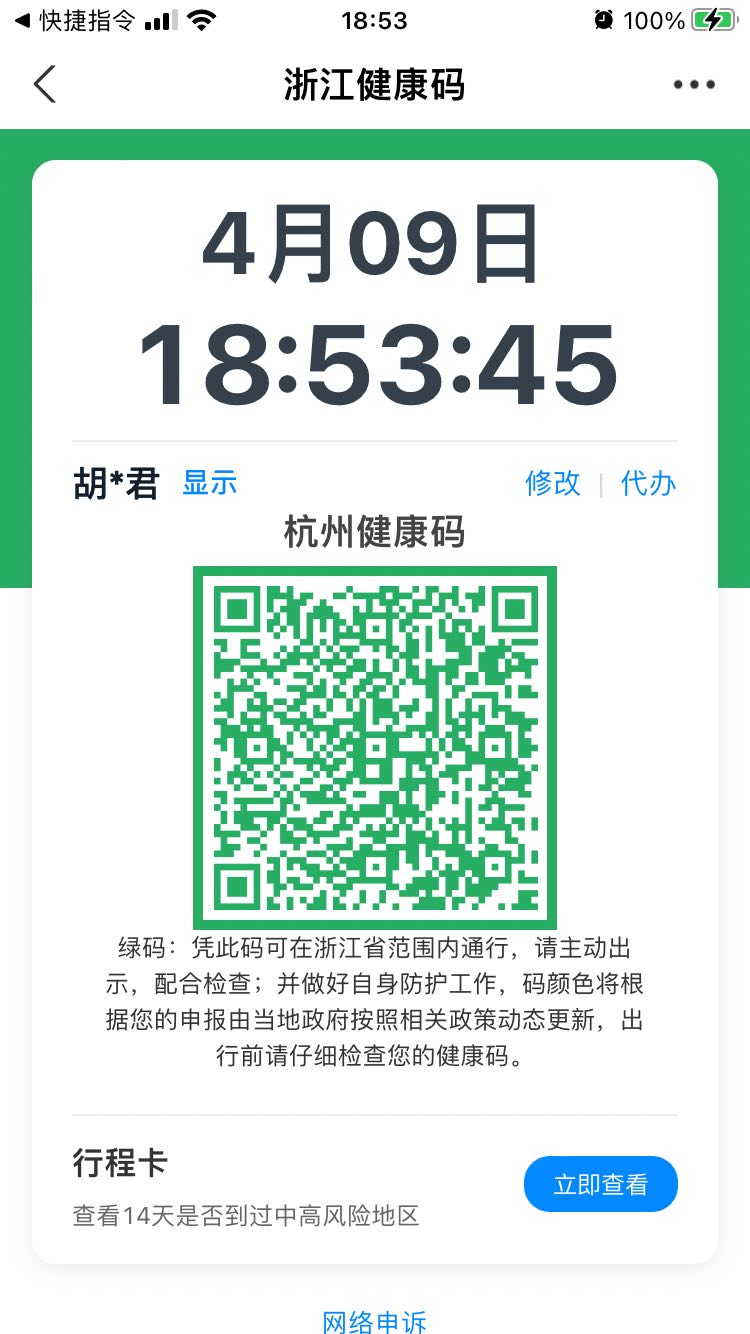 快捷指令 18:53 100%
浙江健康码
4月09日
18:53:45
胡*君 显示 修改 | 代办
杭州健康码
绿码：凭此码可在浙江省范围内通行，请主动出
示，配合检查；并做好自身防护工作，码颜色将根
据您的申报由当地政府按照相关政策动态更新，出
行前请仔细检查您的健康码。
行程卡
立即查看
查看14天是否到过中高风险地区
网络申诉